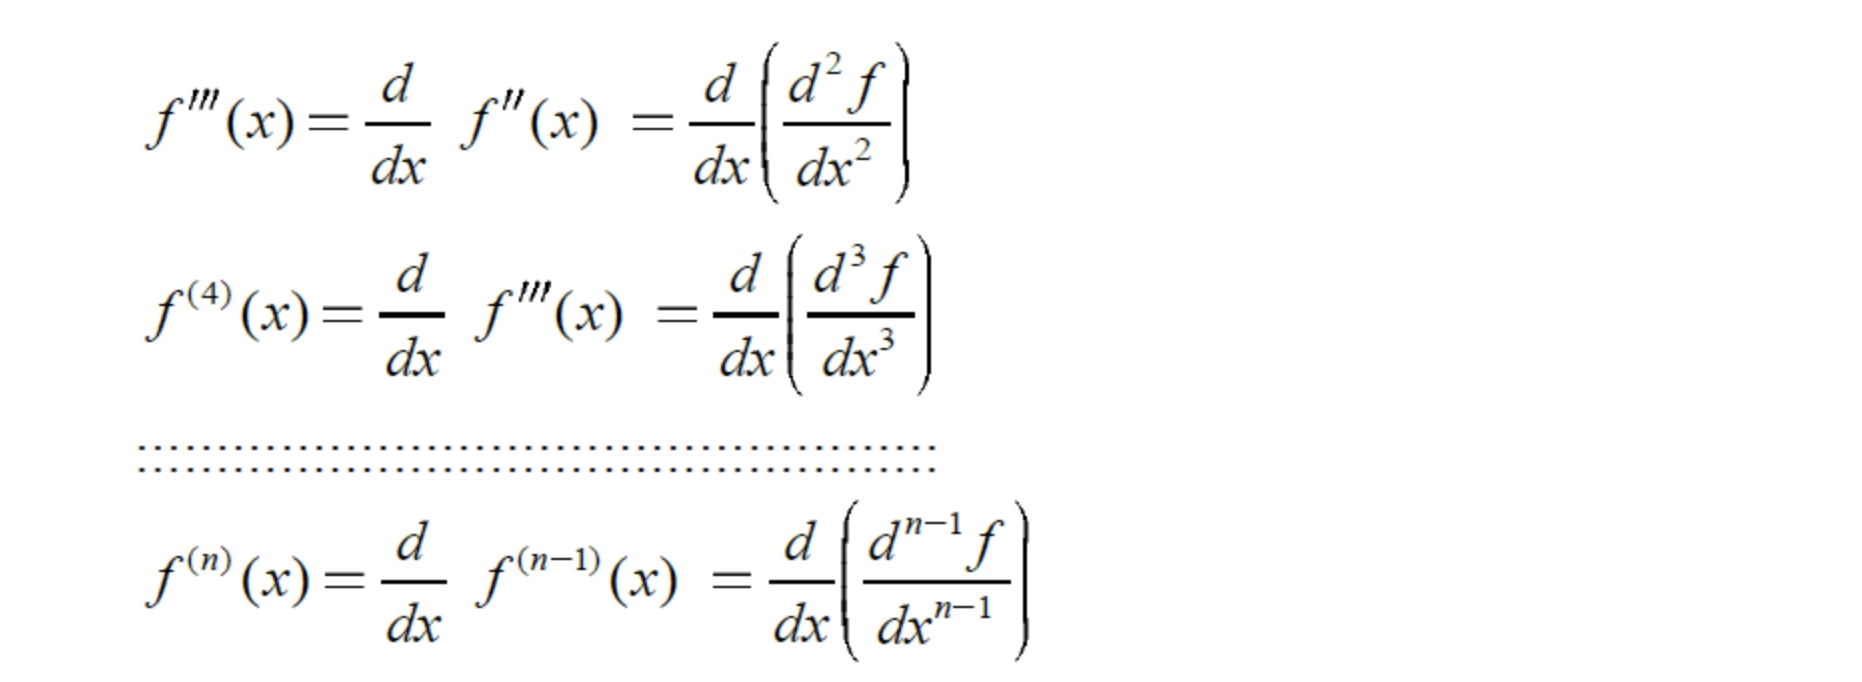 f'''(x) = d/dx f''(x) = d/dx (d²f/dx²)
f⁽⁴⁾(x) = d/dx f'''(x) = d/dx (d³f/dx³)
::::::::::::::::::::::::::::::::::::::::::::::::::
f⁽ⁿ⁾(x) = d/dx f⁽ⁿ⁻¹⁾(x) = d/dx (dⁿ⁻¹f/dxⁿ⁻¹)